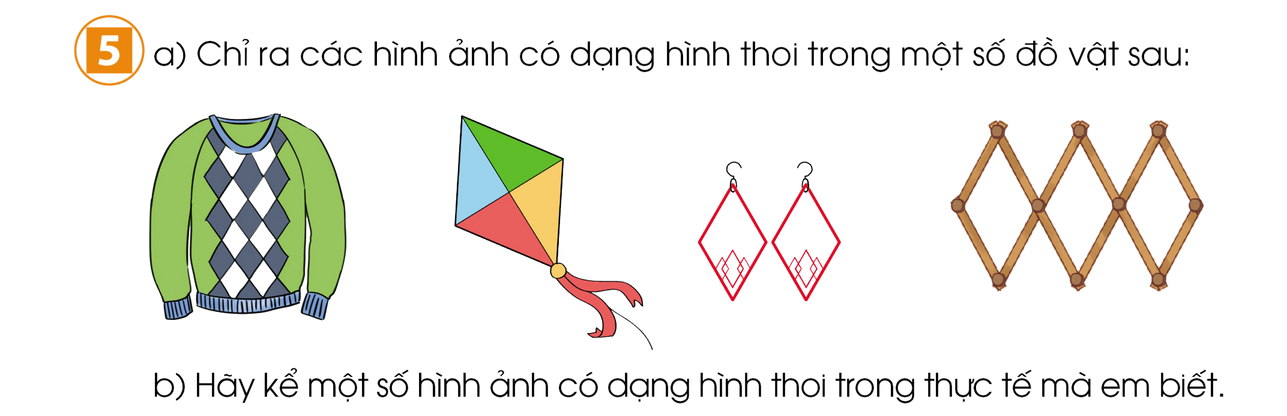 5 a) Chỉ ra các hình ảnh có dạng hình thoi trong một số đồ vật sau:
b) Hãy kể một số hình ảnh có dạng hình thoi trong thực tế mà em biết.